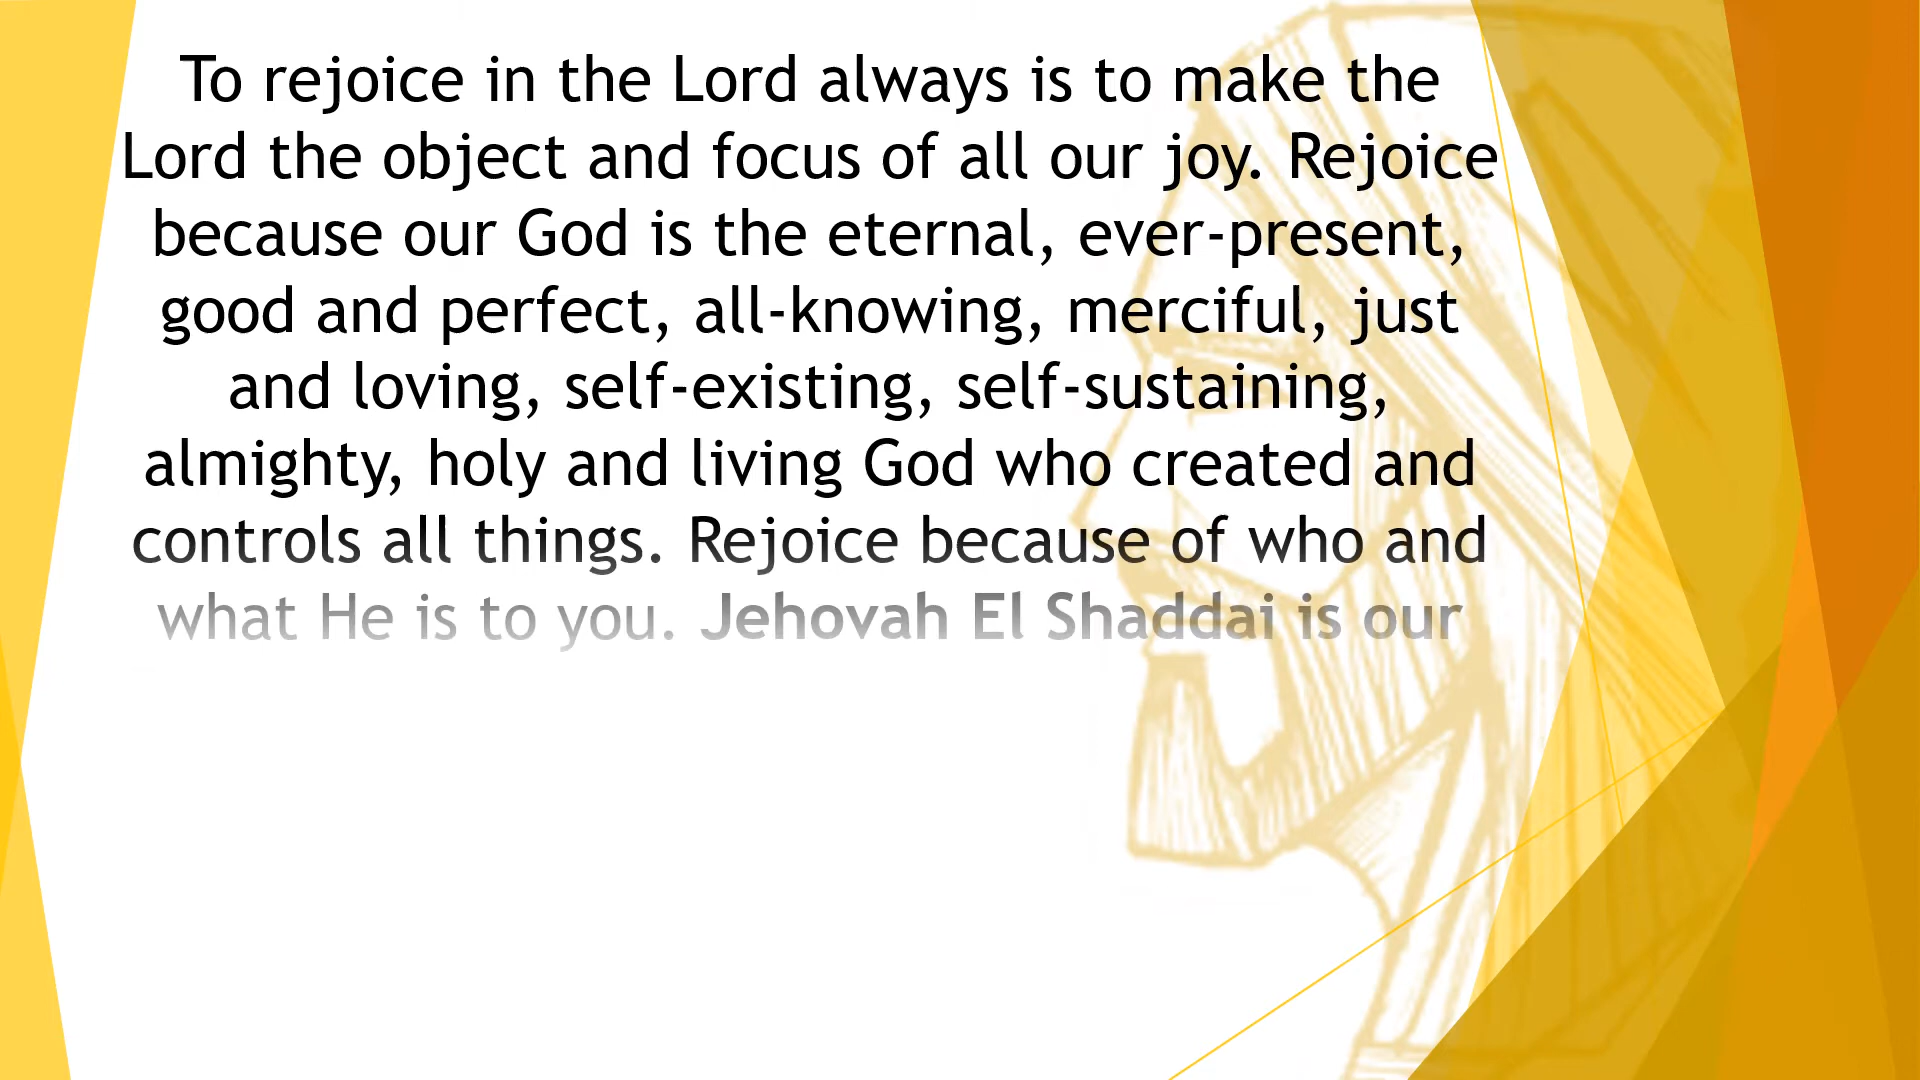 To rejoice in the Lord always is to make the
Lord the object and focus of all our joy. Rejoice
because our God is the eternal, ever-present,
good and perfect, all-knowing, merciful, just
and loving, self-existing, self-sustaining,
almighty, holy and living God who created and
controls all things. Rejoice because of who and
what He is to you. Jehovah El Shaddai is our